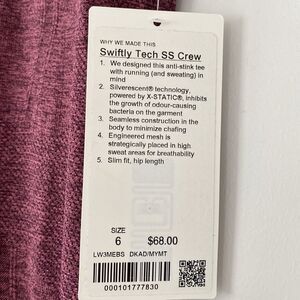 WHY WE MADE THIS
Swiftly Tech SS Crew
1. We designed this anti-stink tee
with running (and sweating) in
mind
2. Silverescent® technology,
powered by X-STATIC®, inhibits
the growth of odour-causing
bacteria on the garment
3. Seamless construction in the
body to minimize chafing
4. Engineered mesh is
strategically placed in high
sweat areas for breathability
5. Slim fit, hip length
SIZE
6 $68.00
LW3MEBS DKAD/MYMT
000101777830